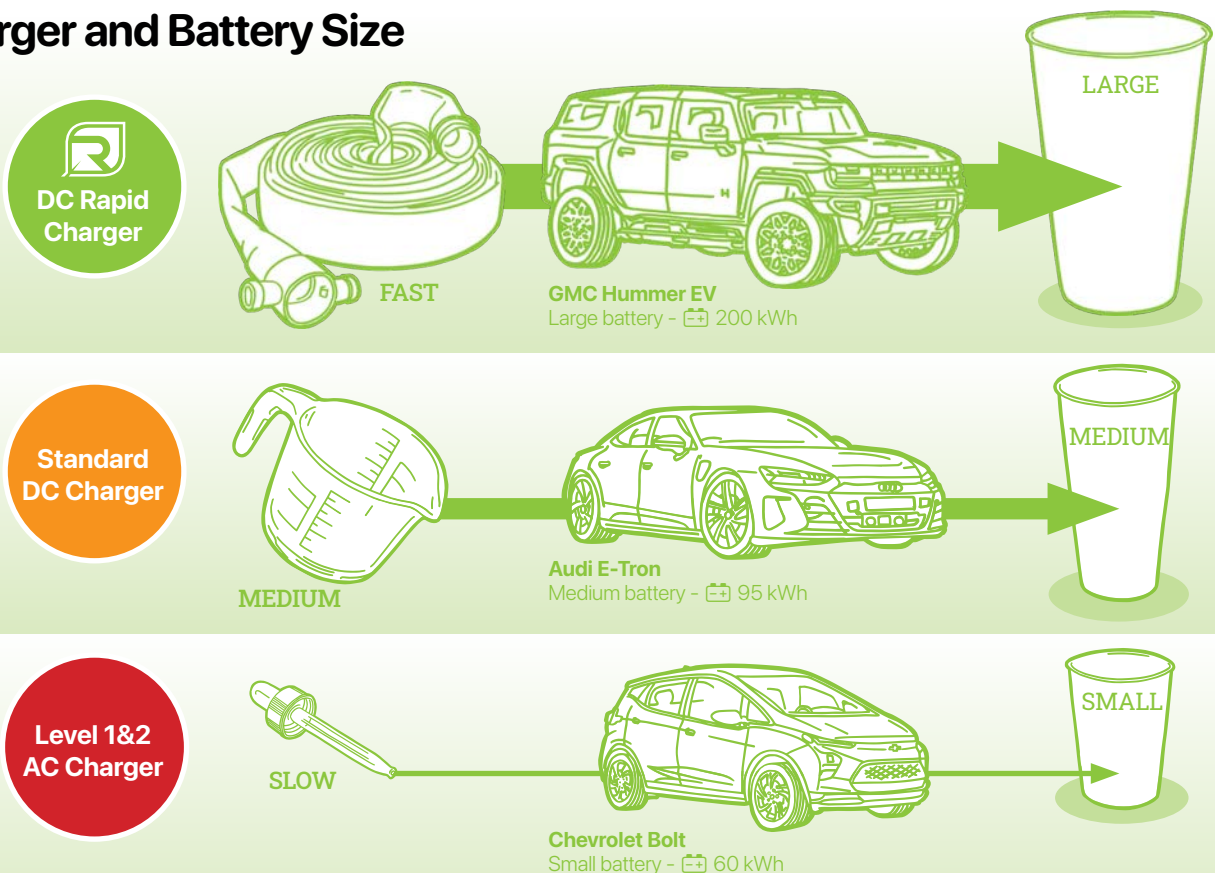 rger and Battery Size
LARGE
DC Rapid
Charger
FAST
GMC Hummer EV
Large battery - 200 kWh
Standard
DC Charger
MEDIUM
MEDIUM
Audi E-Tron
Medium battery - 95 kWh
Level 1&2
AC Charger
SLOW
SMALL
Chevrolet Bolt
Small battery - 60 kWh